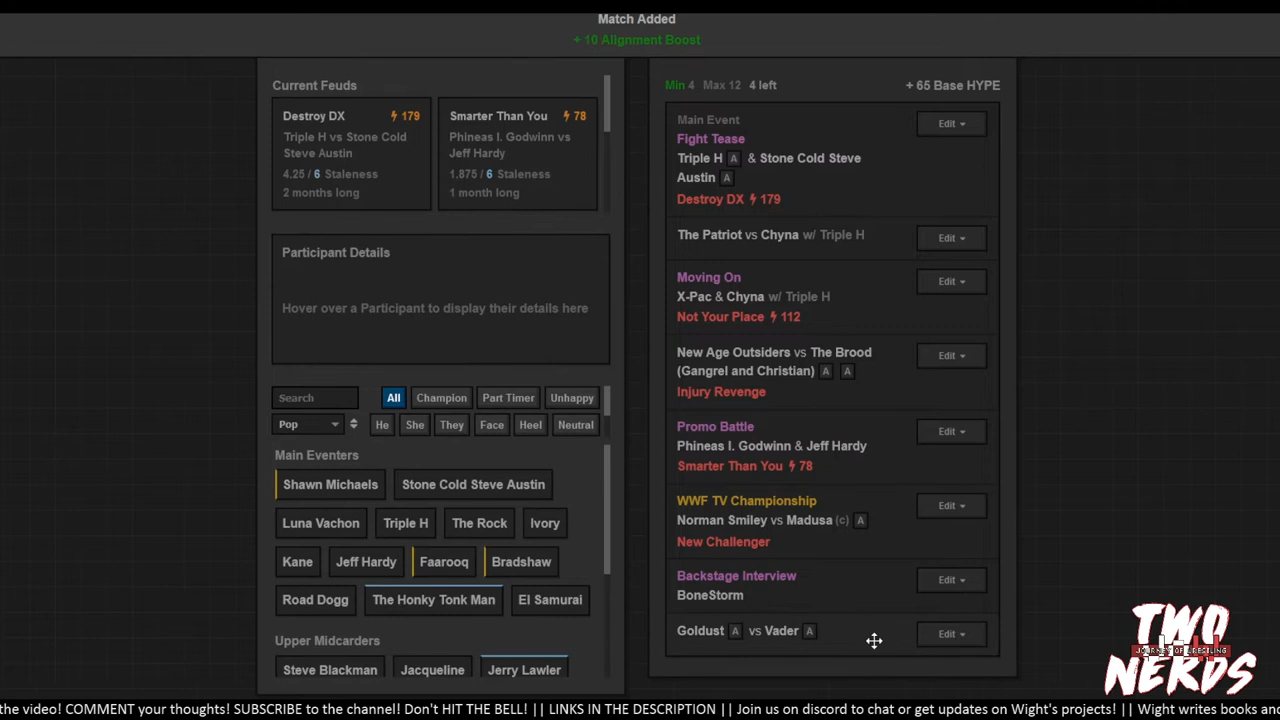 Match Added
+ 10 Alignment Boost
Current Feuds
Destroy DX 179
Triple H vs Stone Cold
Steve Austin
4.25 / 6 Staleness
2 months long
Smarter Than You 78
Phineas I. Godwinn vs
Jeff Hardy
1.875 / 6 Staleness
1 month long
Participant Details
Hover over a Participant to display their details here
Search All Champion Part Timer Unhappy
Pop He She They Face Heel Neutral
Main Eventers
Shawn Michaels Stone Cold Steve Austin
Luna Vachon Triple H The Rock Ivory
Kane Jeff Hardy Faarooq Bradshaw
Road Dogg The Honky Tonk Man El Samurai
Upper Midcarders
Steve Blackman Jacqueline Jerry Lawler
Min 4 Max 12 4 left + 65 Base HYPE
Main Event Edit
Fight Tease
Triple H A & Stone Cold Steve
Austin A
Destroy DX 179
The Patriot vs Chyna w/ Triple H Edit
Moving On Edit
X-Pac & Chyna w/ Triple H
Not Your Place 112
New Age Outsiders vs The Brood Edit
(Gangrel and Christian) A A
Injury Revenge
Promo Battle Edit
Phineas I. Godwinn & Jeff Hardy
Smarter Than You 78
WWF TV Championship Edit
Norman Smiley vs Madusa (c) A
New Challenger
Backstage Interview Edit
BoneStorm
Goldust A vs Vader A Edit
TWO
JOURNEY OF WRESTLING
NERDS
the video! COMMENT your thoughts! SUBSCRIBE to the channel! Don't HIT THE BELL! || LINKS IN THE DESCRIPTION || Join us on discord to chat or get updates on Wight's projects! || Wight writes books and